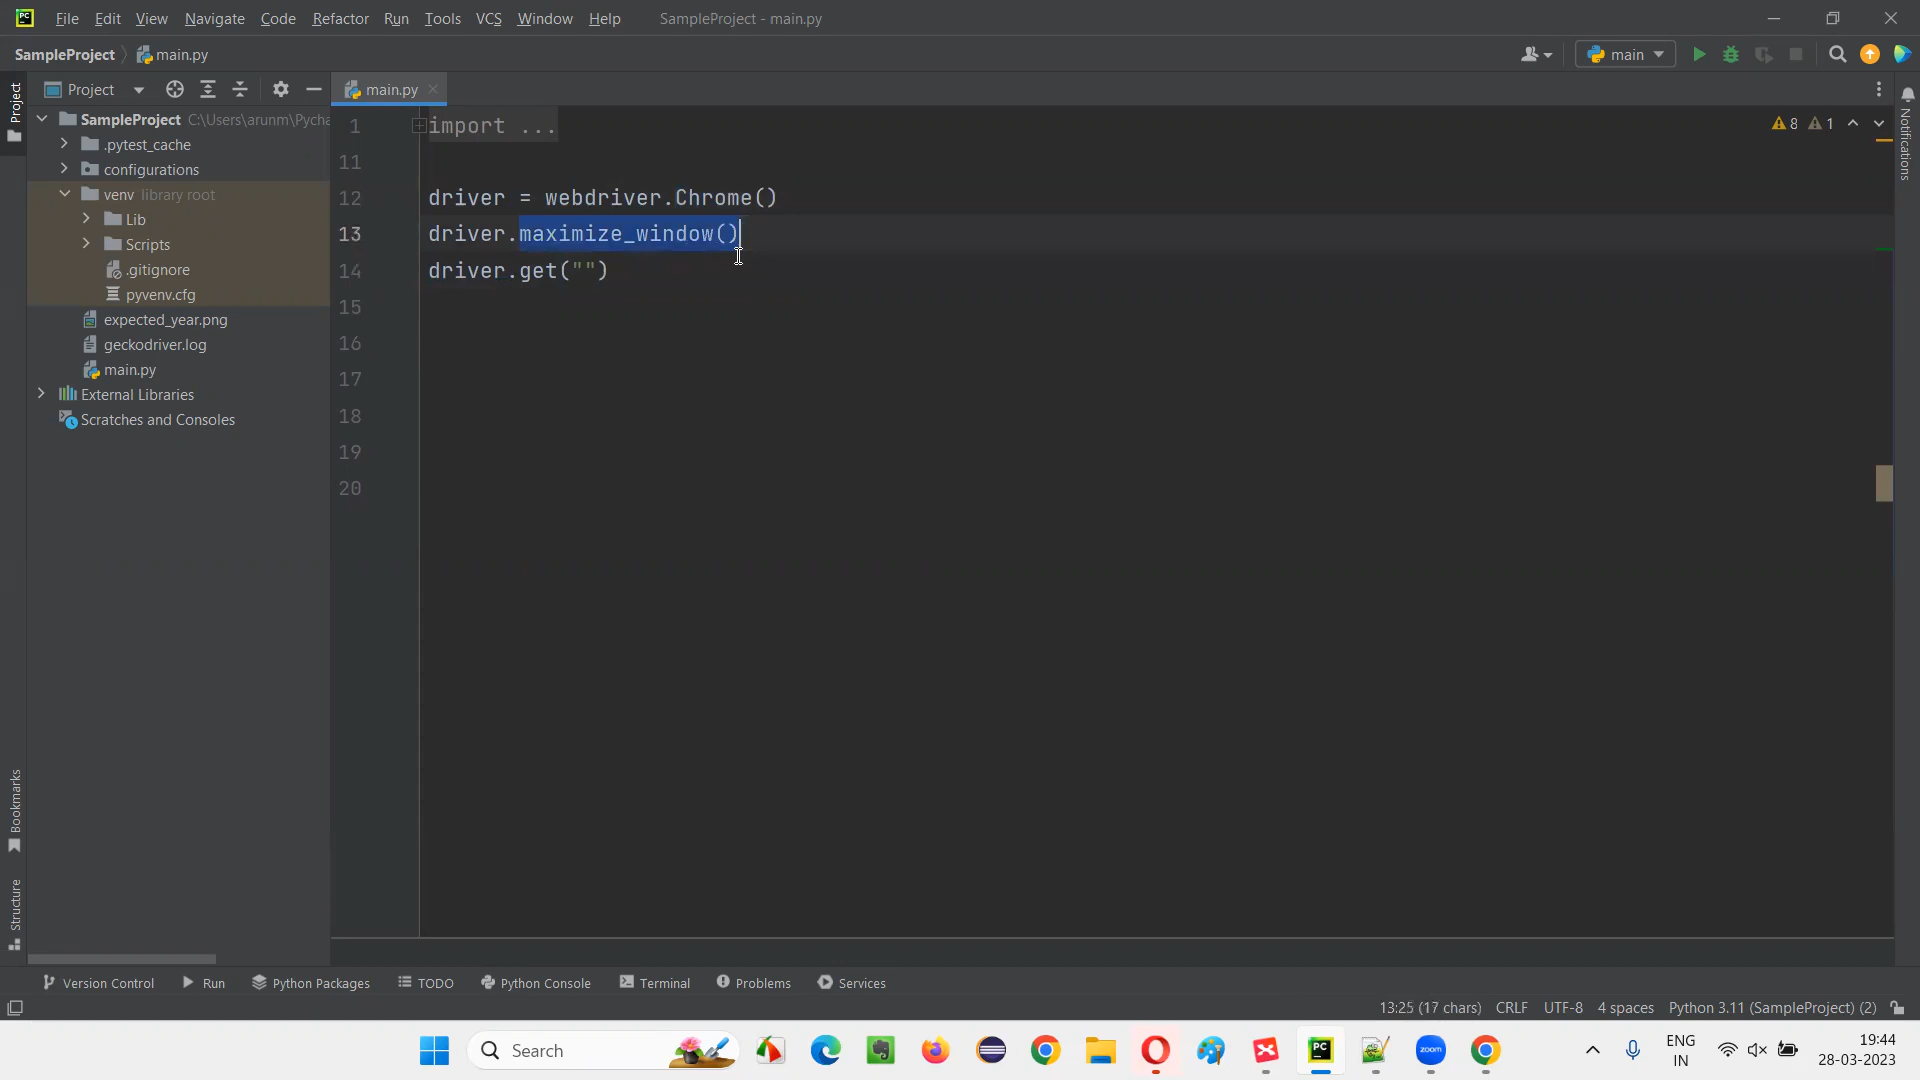 File Edit View Navigate Code Refactor Run Tools VCS Window Help SampleProject - main.py
SampleProject main.py main
Project main.py
SampleProject C:\Users\arunm\Pycha
.pytest_cache
configurations
venv library root
Lib
Scripts
.gitignore
pyvenv.cfg
expected_year.png
geckodriver.log
main.py
External Libraries
Scratches and Consoles
1 import ...
11
12 driver = webdriver.Chrome()
13 driver.maximize_window()
14 driver.get("")
15
16
17
18
19
20
8 1
Project
Bookmarks
Structure
Notifications
Version Control Run Python Packages TODO Python Console Terminal Problems Services
13:25 (17 chars) CRLF UTF-8 4 spaces Python 3.11 (SampleProject) (2)
Search zoom ENG IN 19:44
28-03-2023